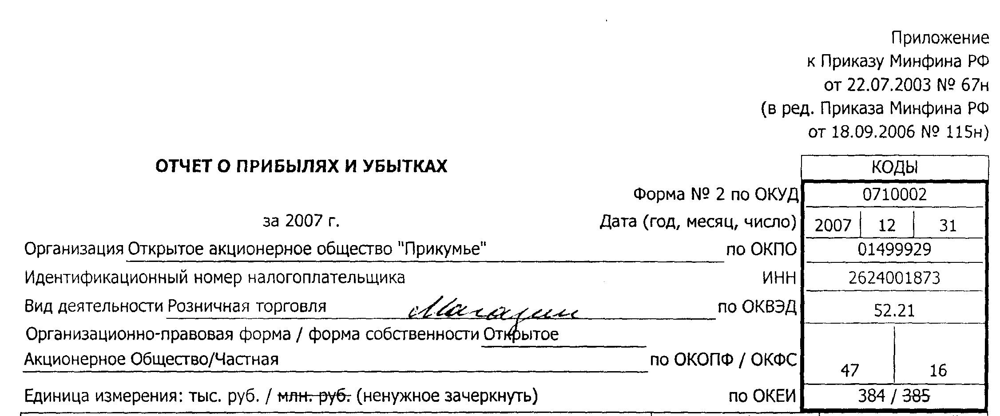 Приложение
к Приказу Минфина РФ
от 22.07.2003 № 67н
(в ред. Приказа Минфина РФ
от 18.09.2006 № 115н)
ОТЧЕТ О ПРИБЫЛЯХ И УБЫТКАХ
КОДЫ
Форма № 2 по ОКУД 0710002
за 2007 г. Дата (год, месяц, число) 2007 12 31
Организация Открытое акционерное общество "Прикумье" по ОКПО 01499929
Идентификационный номер налогоплательщика ИНН 2624001873
Вид деятельности Розничная торговля Магазин по ОКВЭД 52.21
Организационно-правовая форма / форма собственности Открытое
Акционерное Общество/Частная по ОКОПФ / ОКФС 47 16
Единица измерения: тыс. руб. / млн. руб. (ненужное зачеркнуть) по ОКЕИ 384 / 385